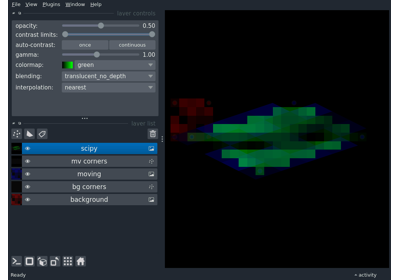 File View Plugins Window Help
layer controls
opacity: 0.50
contrast limits:
auto-contrast: once continuous
gamma: 1.00
colormap: green
blending: translucent_no_depth
interpolation: nearest
layer list
scipy
mv corners
moving
bg corners
background
Ready
activity